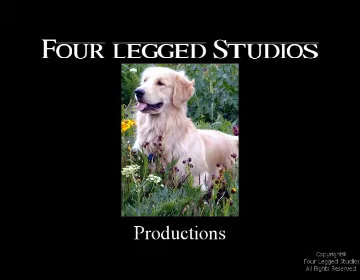 FOUR LEGGED STUDIOS
Productions
Copyright©
Four Legged Studios
All Rights Reserved